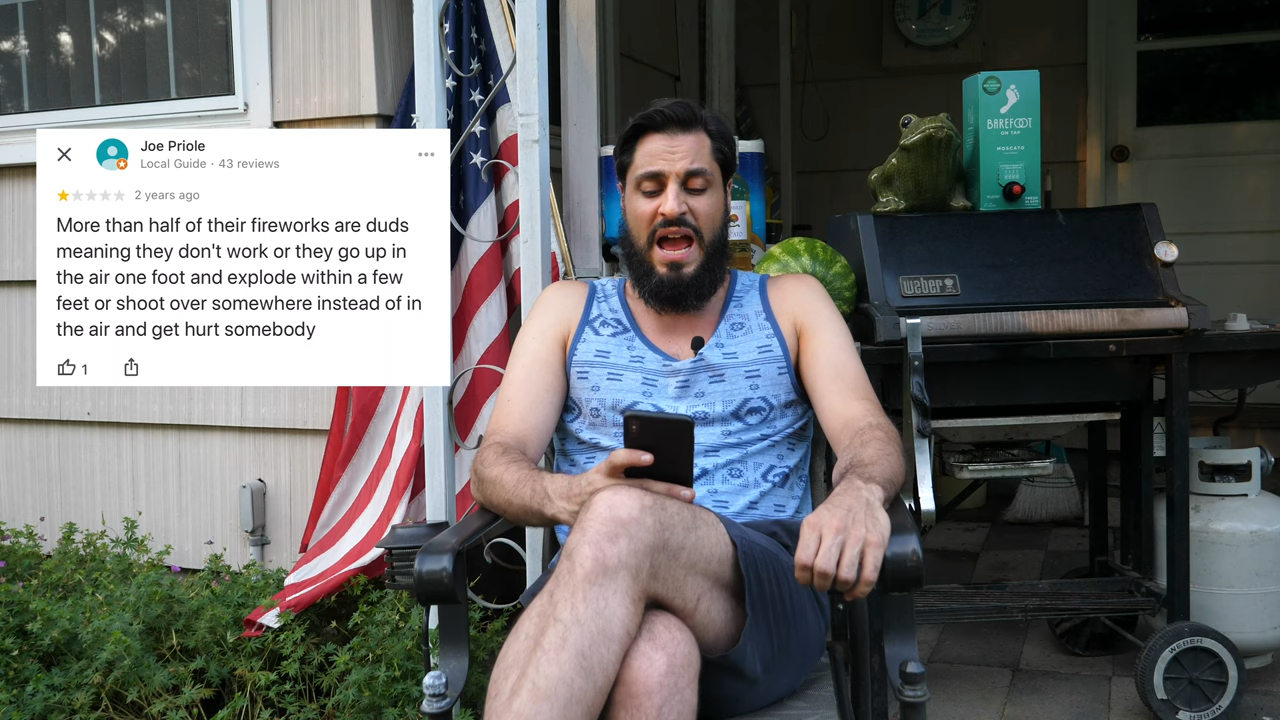 Joe Priole
Local Guide · 43 reviews
2 years ago
More than half of their fireworks are duds
meaning they don't work or they go up in
the air one foot and explode within a few
feet or shoot over somewhere instead of in
the air and get hurt somebody
1
BAREFOOT
ON TAP
MOSCATO
weber
SILVER
WEBER
WEBER